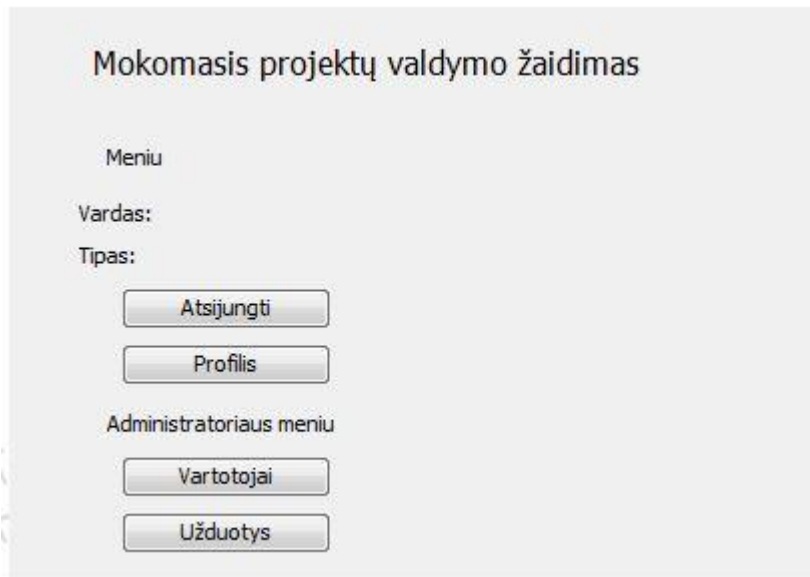 Mokomasis projektų valdymo žaidimas
Meniu
Vardas:
Tipas:
Atsijungti
Profilis
Administratoriaus meniu
Vartotojai
Užduotys